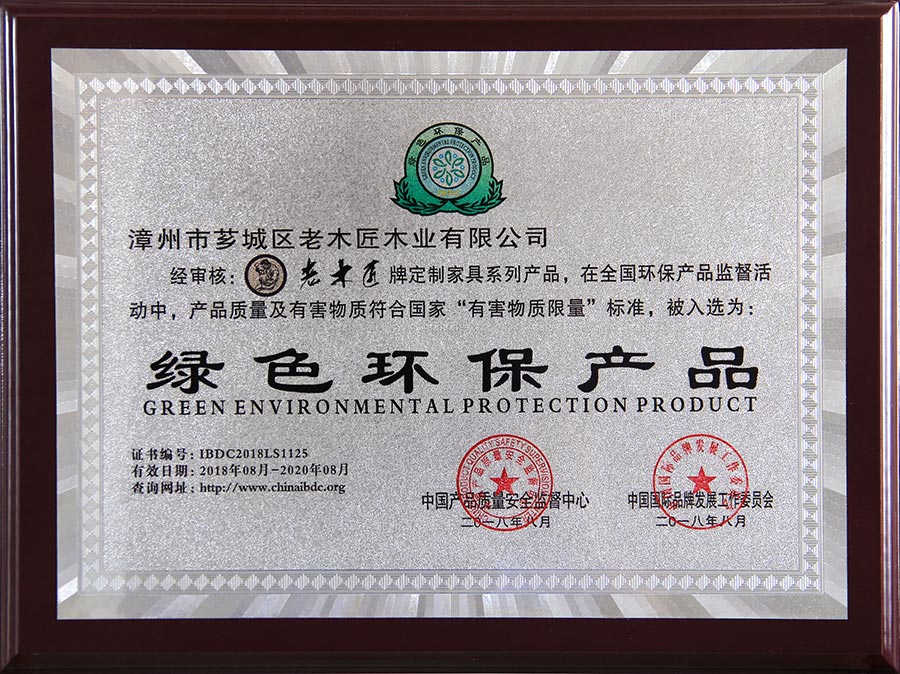 绿色环保产品
漳州市芗城区老木匠木业有限公司
经审核：老木匠牌定制家具系列产品，在全国环保产品监督活
动中，产品质量及有害物质符合国家“有害物质限量”标准，被入选为：
绿色环保产品
GREEN ENVIRONMENTAL PROTECTION PRODUCT
证书编号：IBDC2018LS1125
有效日期：2018年08月-2020年08月
查询网址：http://www.chinaibdc.org
中国产品质量安全监督中心
二〇一八年八月
中国国际品牌发展工作委员会
二〇一八年八月